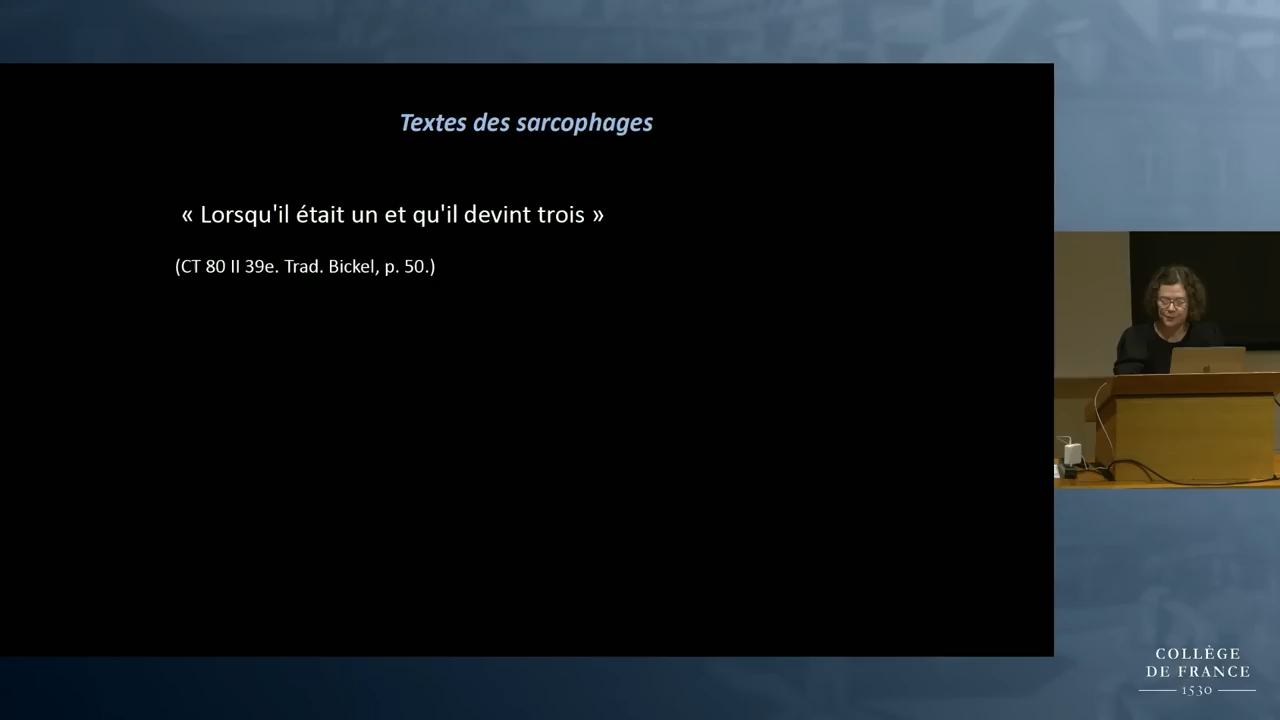 Textes des sarcophages
« Lorsqu'il était un et qu'il devint trois »
(CT 80 II 39e. Trad. Bickel, p. 50.)
COLLÈGE
DE FRANCE
1530